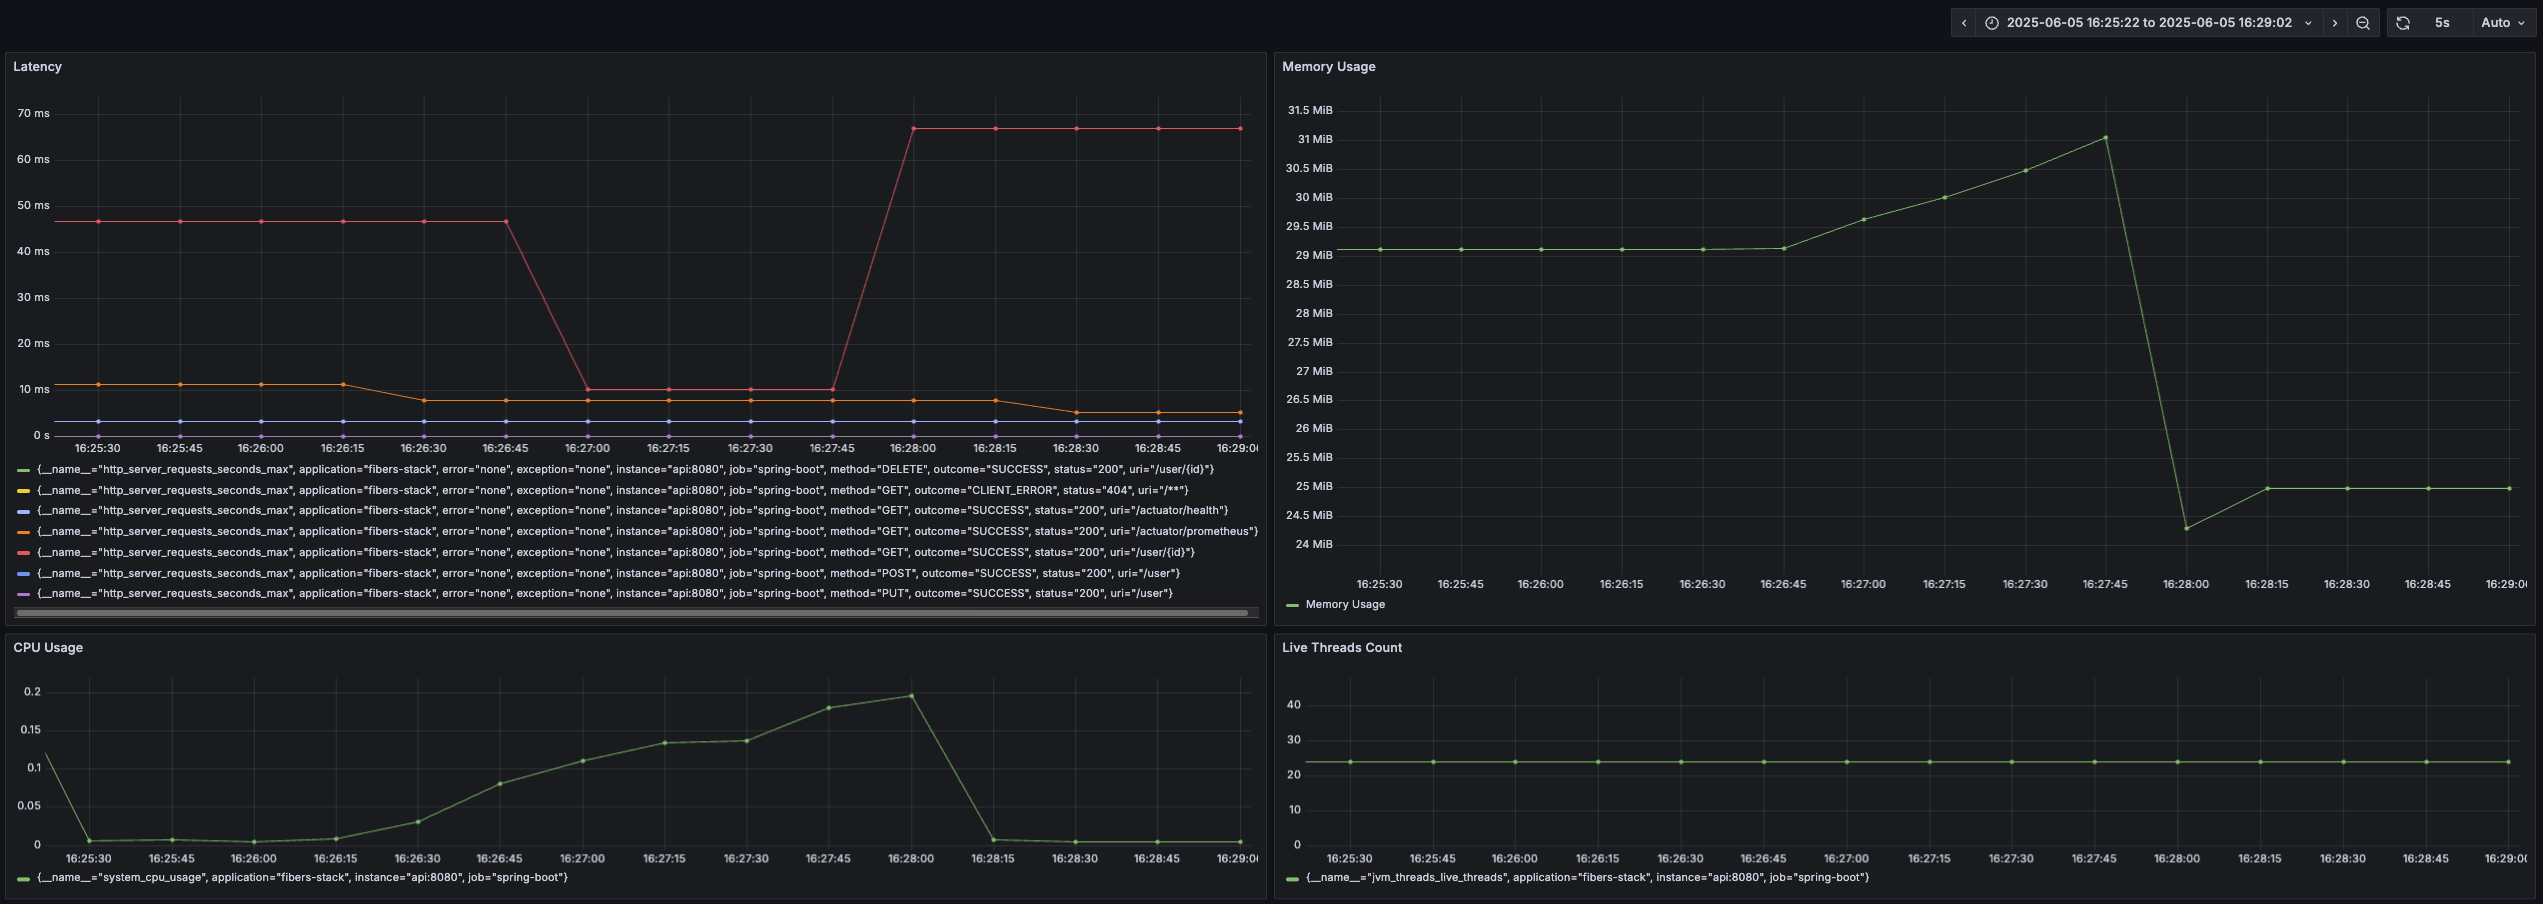 2025-06-05 16:25:22 to 2025-06-05 16:29:02 5s Auto
Latency
70 ms
60 ms
50 ms
40 ms
30 ms
20 ms
10 ms
0 s
16:25:30 16:25:45 16:26:00 16:26:15 16:26:30 16:26:45 16:27:00 16:27:15 16:27:30 16:27:45 16:28:00 16:28:15 16:28:30 16:28:45 16:29:0
{__name__="http_server_requests_seconds_max", application="fibers-stack", error="none", exception="none", instance="api:8080", job="spring-boot", method="DELETE", outcome="SUCCESS", status="200", uri="/user/{id}"}
{__name__="http_server_requests_seconds_max", application="fibers-stack", error="none", exception="none", instance="api:8080", job="spring-boot", method="GET", outcome="CLIENT_ERROR", status="404", uri="/**"}
{__name__="http_server_requests_seconds_max", application="fibers-stack", error="none", exception="none", instance="api:8080", job="spring-boot", method="GET", outcome="SUCCESS", status="200", uri="/actuator/health"}
{__name__="http_server_requests_seconds_max", application="fibers-stack", error="none", exception="none", instance="api:8080", job="spring-boot", method="GET", outcome="SUCCESS", status="200", uri="/actuator/prometheus"}
{__name__="http_server_requests_seconds_max", application="fibers-stack", error="none", exception="none", instance="api:8080", job="spring-boot", method="GET", outcome="SUCCESS", status="200", uri="/user/{id}"}
{__name__="http_server_requests_seconds_max", application="fibers-stack", error="none", exception="none", instance="api:8080", job="spring-boot", method="POST", outcome="SUCCESS", status="200", uri="/user"}
{__name__="http_server_requests_seconds_max", application="fibers-stack", error="none", exception="none", instance="api:8080", job="spring-boot", method="PUT", outcome="SUCCESS", status="200", uri="/user"}
Memory Usage
31.5 MiB
31 MiB
30.5 MiB
30 MiB
29.5 MiB
29 MiB
28.5 MiB
28 MiB
27.5 MiB
27 MiB
26.5 MiB
26 MiB
25.5 MiB
25 MiB
24.5 MiB
24 MiB
16:25:30 16:25:45 16:26:00 16:26:15 16:26:30 16:26:45 16:27:00 16:27:15 16:27:30 16:27:45 16:28:00 16:28:15 16:28:30 16:28:45 16:29:0
Memory Usage
CPU Usage
0.2
0.15
0.1
0.05
0
16:25:30 16:25:45 16:26:00 16:26:15 16:26:30 16:26:45 16:27:00 16:27:15 16:27:30 16:27:45 16:28:00 16:28:15 16:28:30 16:28:45 16:29:0
{__name__="system_cpu_usage", application="fibers-stack", instance="api:8080", job="spring-boot"}
Live Threads Count
40
30
20
10
0
16:25:30 16:25:45 16:26:00 16:26:15 16:26:30 16:26:45 16:27:00 16:27:15 16:27:30 16:27:45 16:28:00 16:28:15 16:28:30 16:28:45 16:29:0
{__name__="jvm_threads_live_threads", application="fibers-stack", instance="api:8080", job="spring-boot"}